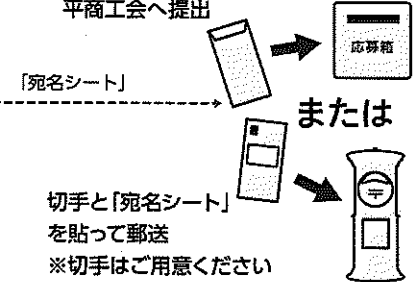 平商工会へ提出
応募箱
「宛名シート」
または
切手と「宛名シート」
を貼って郵送
※切手はご用意ください